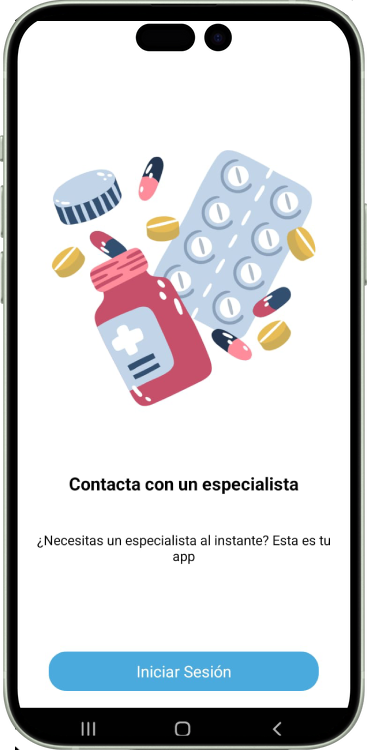 Contacta con un especialista
¿Necesitas un especialista al instante? Esta es tu
app
Iniciar Sesión